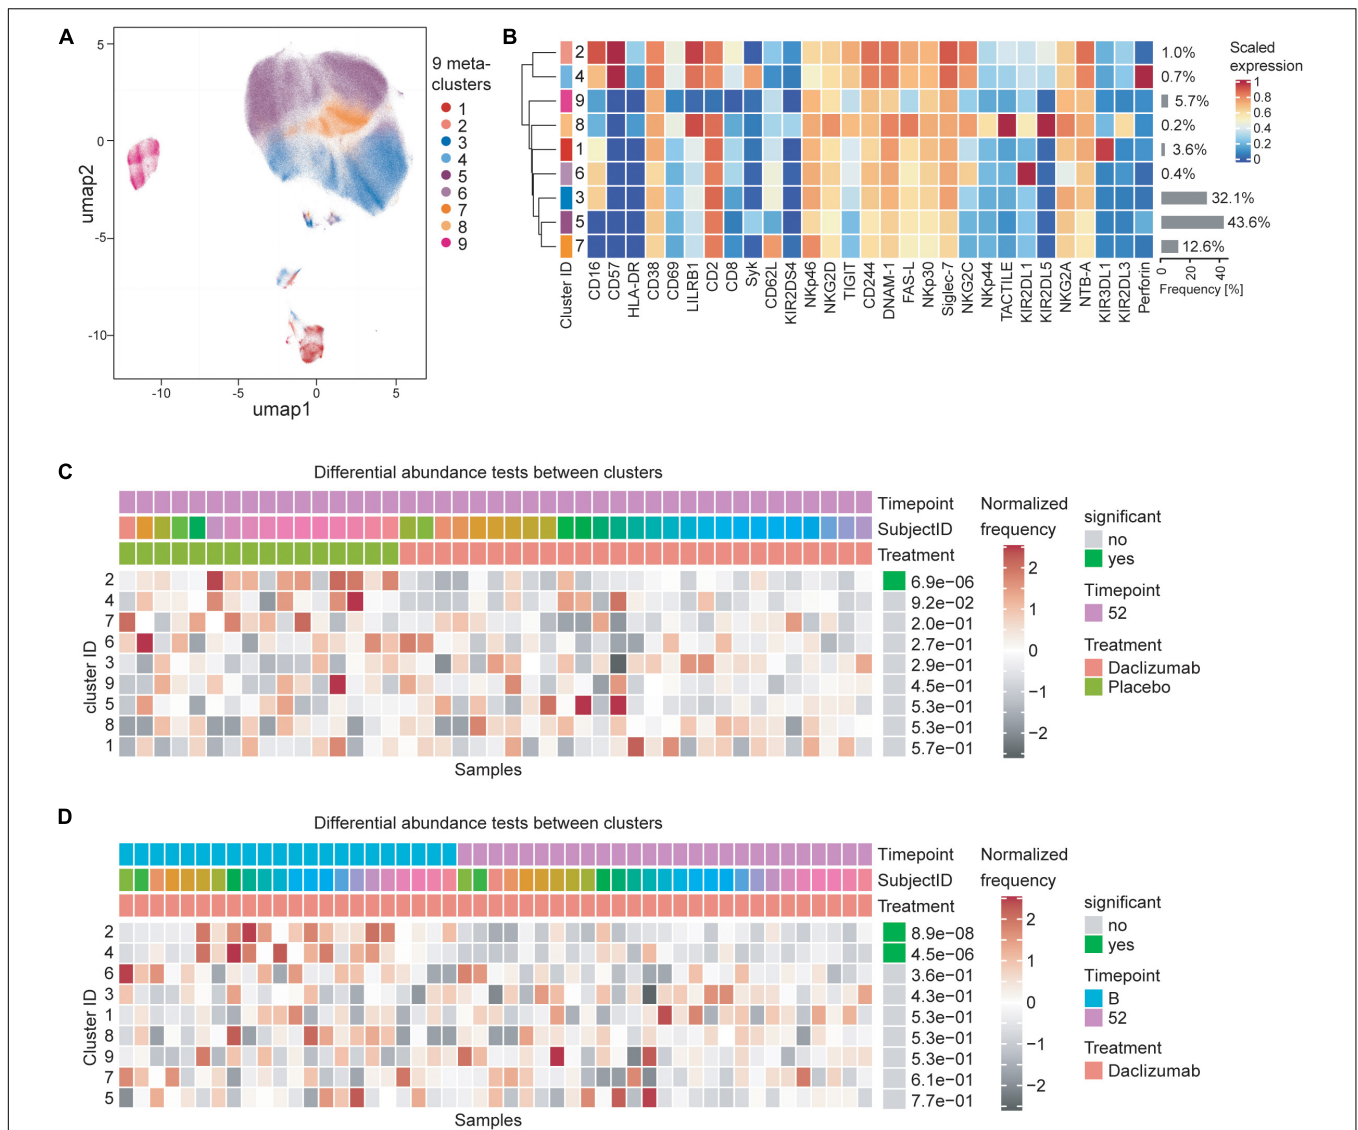 A
5
0
-5
-10
-10
-5
0
5
umap2
umap1
9 meta-
clusters
1
2
3
4
5
6
7
8
9
B
2
4
9
8
1
6
3
5
7
1.0%
0.7%
5.7%
0.2%
3.6%
0.4%
32.1%
43.6%
12.6%
0 20 40
Frequency [%]
Cluster ID
CD16
CD57
HLA-DR
CD38
CD69
LILRB1
CD2
CD8
Syk
CD62L
KIR2DS4
NKp46
NKG2D
TIGIT
CD244
DNAM-1
FAS-L
NKp30
Siglec-7
NKG2C
NKp44
TACTILE
KIR2DL1
KIR2DL5
NKG2A
NTB-A
KIR3DL1
KIR2DL3
Perforin
Scaled
expression
1
0.8
0.6
0.4
0.2
0
C
Differential abundance tests between clusters
Timepoint
SubjectID
Treatment
2 6.9e−06
4 9.2e−02
7 2.0e−01
6 2.7e−01
3 2.9e−01
9 4.5e−01
5 5.3e−01
8 5.3e−01
1 5.7e−01
cluster ID
Samples
Normalized
frequency
2
1
0
−1
−2
significant
no
yes
Timepoint
52
Treatment
Daclizumab
Placebo
D
Differential abundance tests between clusters
Timepoint
SubjectID
Treatment
2 8.9e−08
4 4.5e−06
6 3.6e−01
3 4.3e−01
1 5.3e−01
8 5.3e−01
9 5.3e−01
7 6.1e−01
5 7.7e−01
Cluster ID
Samples
Normalized
frequency
2
1
0
−1
−2
significant
no
yes
Timepoint
B
52
Treatment
Daclizumab